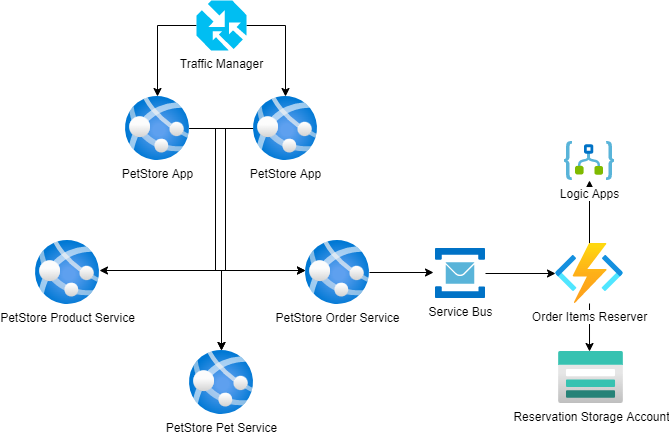 Traffic Manager
PetStore App
PetStore App
Logic Apps
PetStore Product Service
PetStore Order Service
Service Bus
Order Items Reserver
PetStore Pet Service
Reservation Storage Account